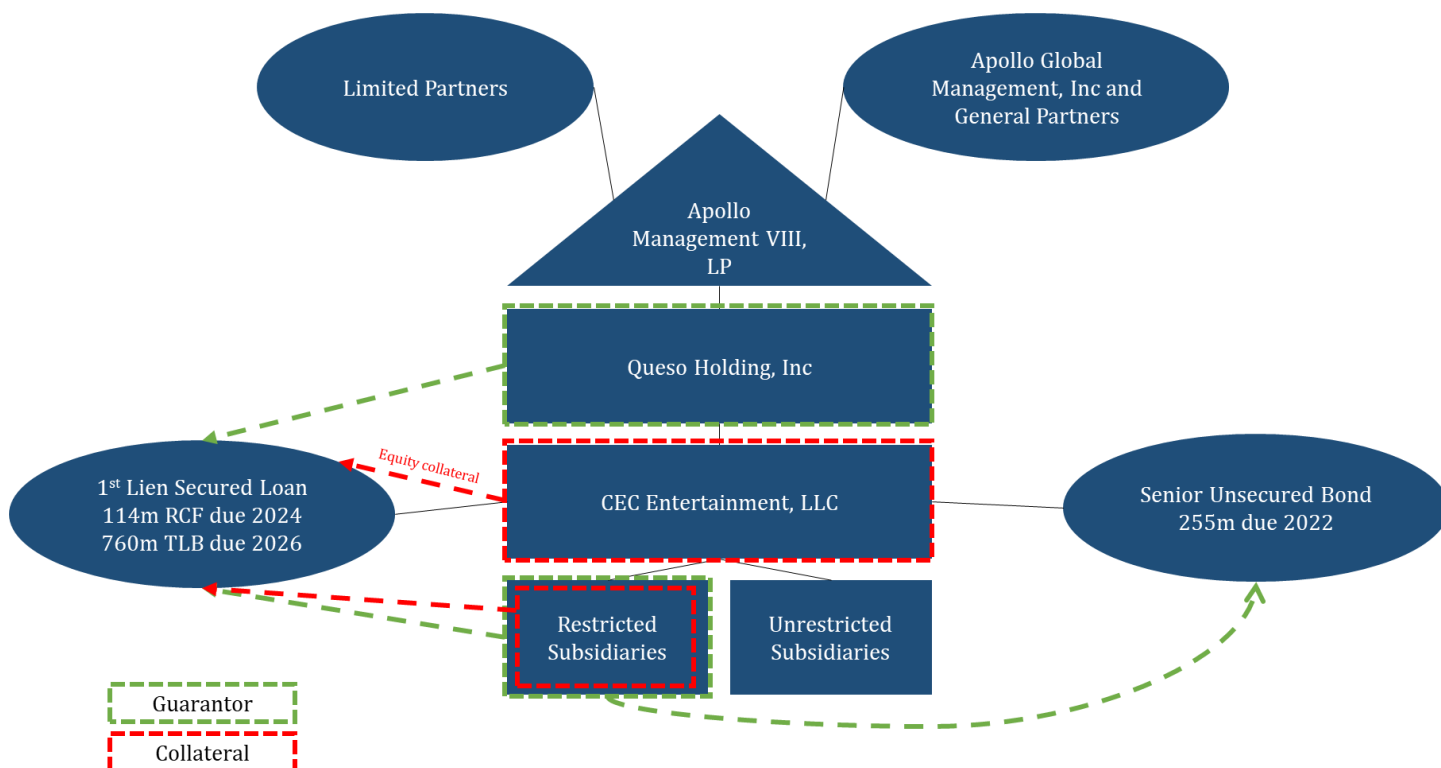 Limited Partners
Apollo Global
Management, Inc and
General Partners
Apollo
Management VIII,
LP
Queso Holding, Inc
Equity collateral
1st Lien Secured Loan
114m RCF due 2024
760m TLB due 2026
CEC Entertainment, LLC
Senior Unsecured Bond
255m due 2022
Restricted
Subsidiaries
Unrestricted
Subsidiaries
Guarantor
Collateral